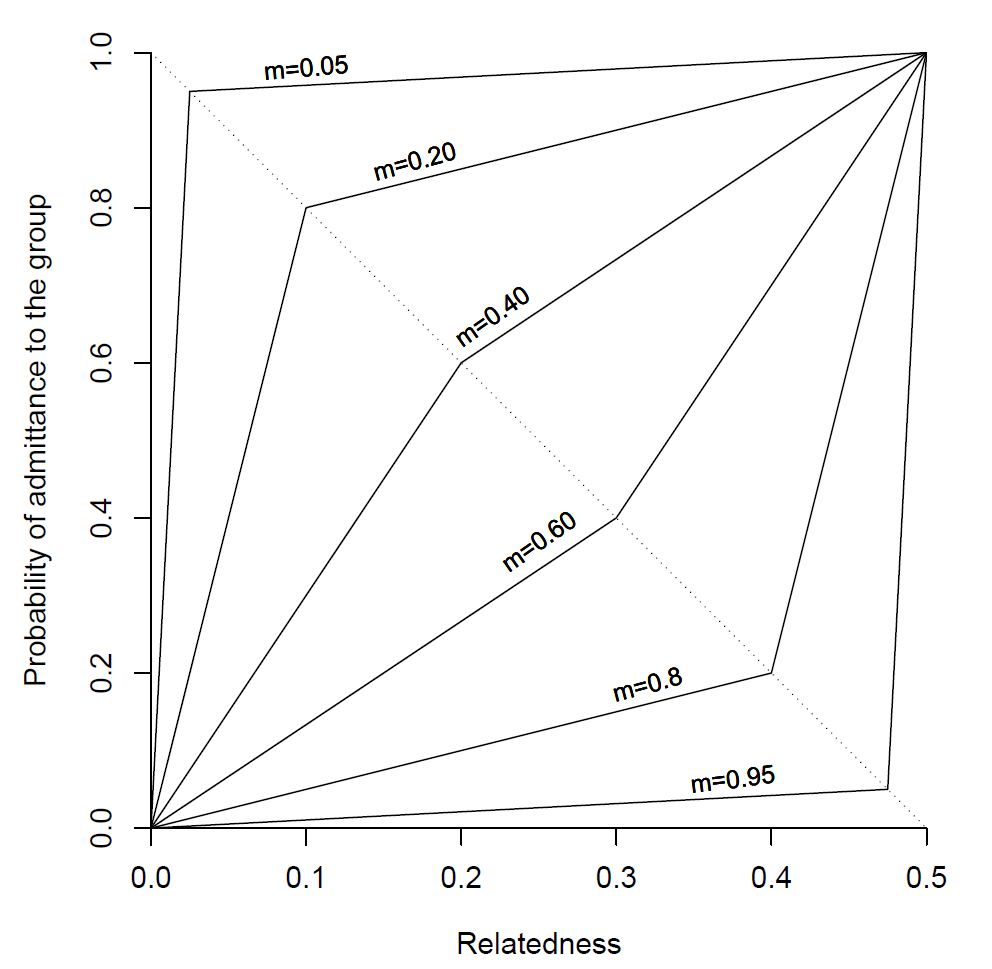 Probability of admittance to the group
1.0
0.8
0.6
0.4
0.2
0.0
m=0.05
m=0.20
m=0.40
m=0.60
m=0.8
m=0.95
0.0 0.1 0.2 0.3 0.4 0.5
Relatedness